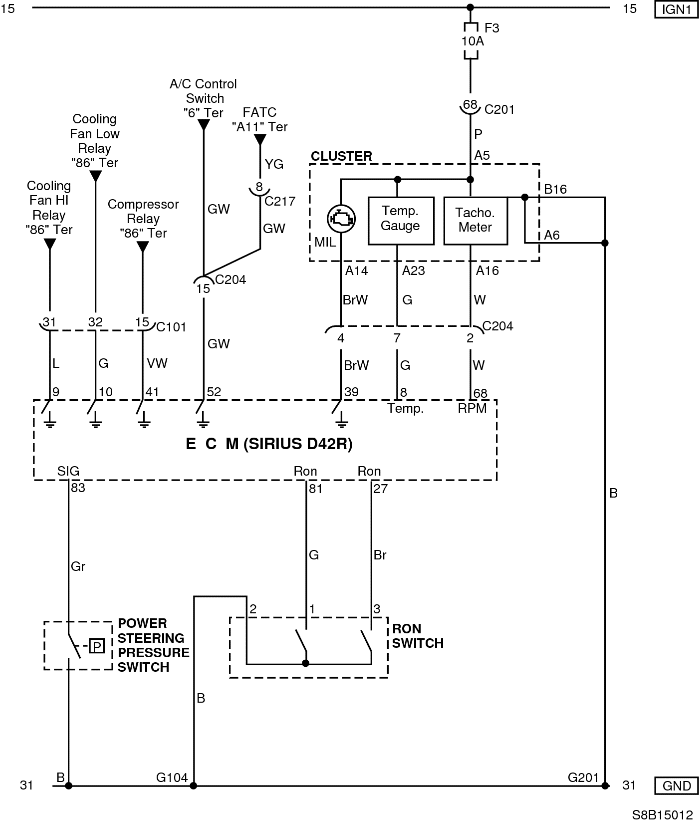 15
15
IGN1
F3
10A
A/C Control
Switch
"6" Ter
FATC
"A11" Ter
68
C201
Cooling
Fan Low
Relay
"86" Ter
P
CLUSTER
A5
YG
Cooling
Fan HI
Relay
"86" Ter
Compressor
Relay
"86" Ter
8
C217
B16
GW
GW
Temp.
Gauge
Tacho.
Meter
MIL
A6
A14
A23
A16
15
C204
BrW
G
W
31
32
15
C101
C204
4
7
2
GW
L
G
VW
BrW
G
W
9
10
41
52
39
8
68
Temp.
RPM
E C M (SIRIUS D42R)
SIG
Ron
Ron
83
81
27
B
Gr
G
Br
2
1
3
POWER
STEERING
PRESSURE
SWITCH
P
RON
SWITCH
B
31
B
G104
G201
31
GND
S8B15012